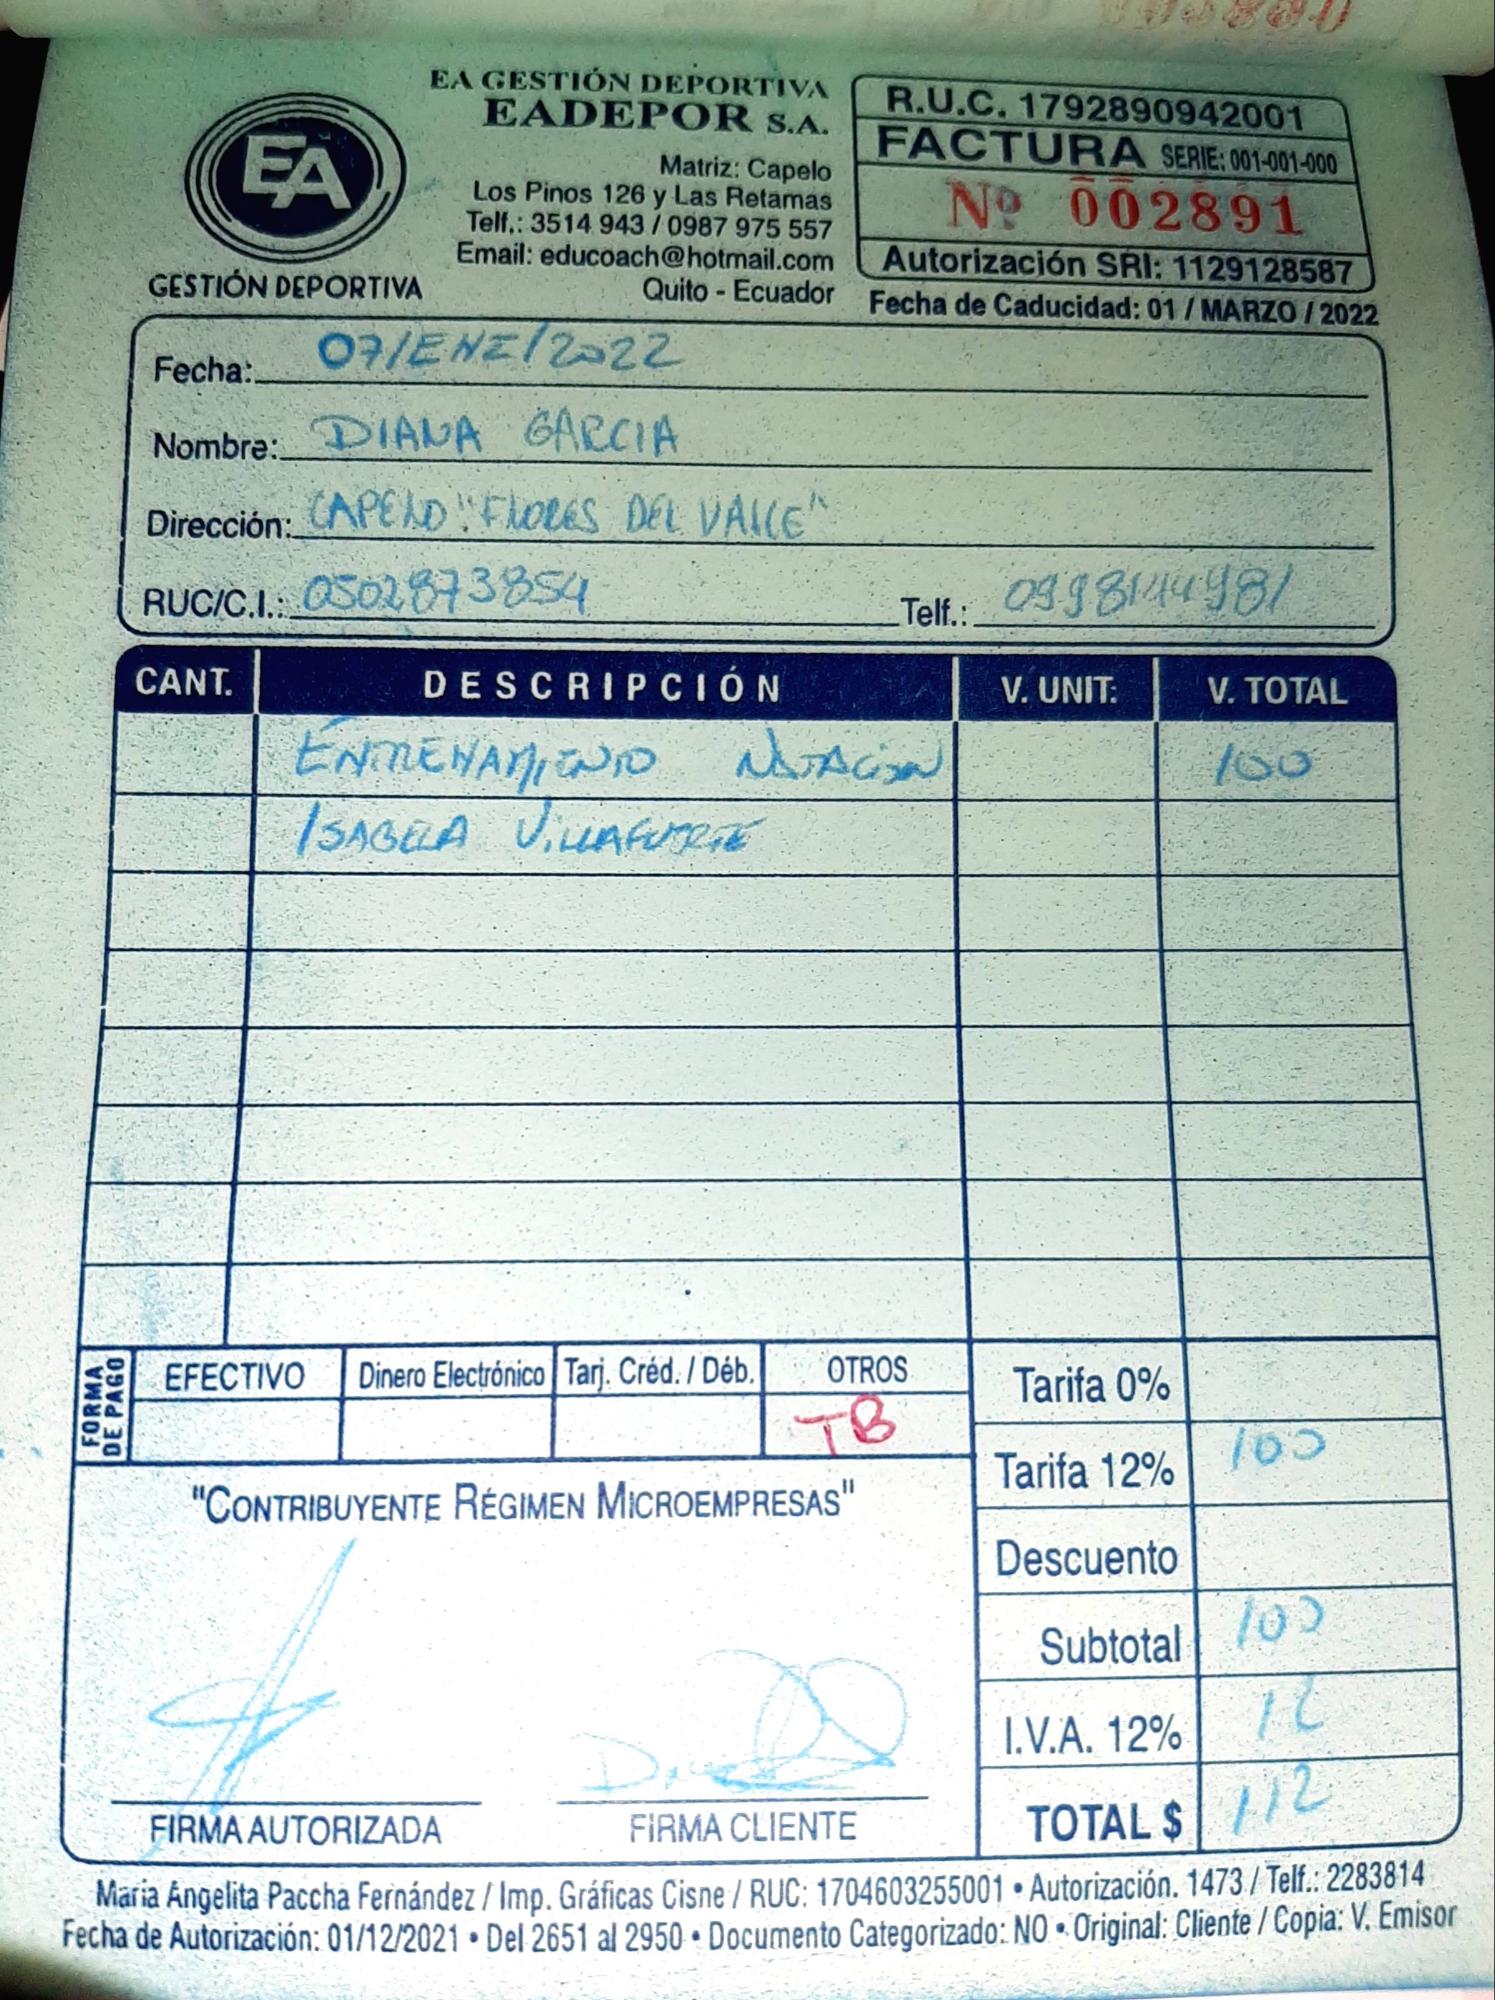 EA GESTIÓN DEPORTIVA
EADEPOR S.A.
EA
GESTIÓN DEPORTIVA
Matriz: Capelo
Los Pinos 126 y Las Retamas
Telf.: 3514 943 / 0987 975 557
Email: educoach@hotmail.com
Quito - Ecuador
R.U.C. 1792890942001
FACTURA SERIE: 001-001-000
Nº 002891
Autorización SRI: 1129128587
Fecha de Caducidad: 01 / MARZO / 2022
Fecha: 07/ENE/2022
Nombre: DIANA GARCIA
Dirección: CAPELO "FLORES DEL VALLE"
RUC/C.I.: 0502873854 Telf.: 0998144981
CANT. DESCRIPCIÓN V. UNIT: V. TOTAL
ENTRENAMIENTO NATACION 100
ISABELA VILLAFUERTE
FORMA DE PAGO
EFECTIVO Dinero Electrónico Tarj. Créd. / Déb. OTROS
TB
Tarifa 0%
Tarifa 12% 100
Descuento
Subtotal 100
I.V.A. 12% 12
TOTAL $ 112
"CONTRIBUYENTE RÉGIMEN MICROEMPRESAS"
FIRMA AUTORIZADA FIRMA CLIENTE
Maria Angelita Paccha Fernández / Imp. Gráficas Cisne / RUC: 1704603255001 • Autorización. 1473 / Telf.: 2283814
Fecha de Autorización: 01/12/2021 • Del 2651 al 2950 • Documento Categorizado: NO • Original: Cliente / Copia: V. Emisor